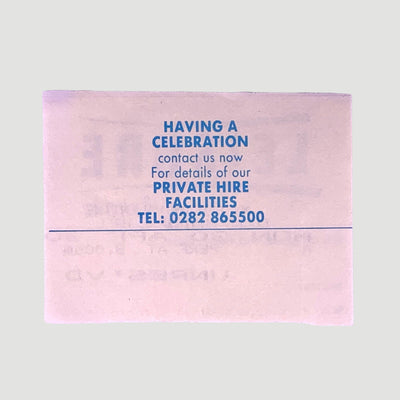 HAVING A
CELEBRATION
contact us now
For details of our
PRIVATE HIRE
FACILITIES
TEL: 0282 865500